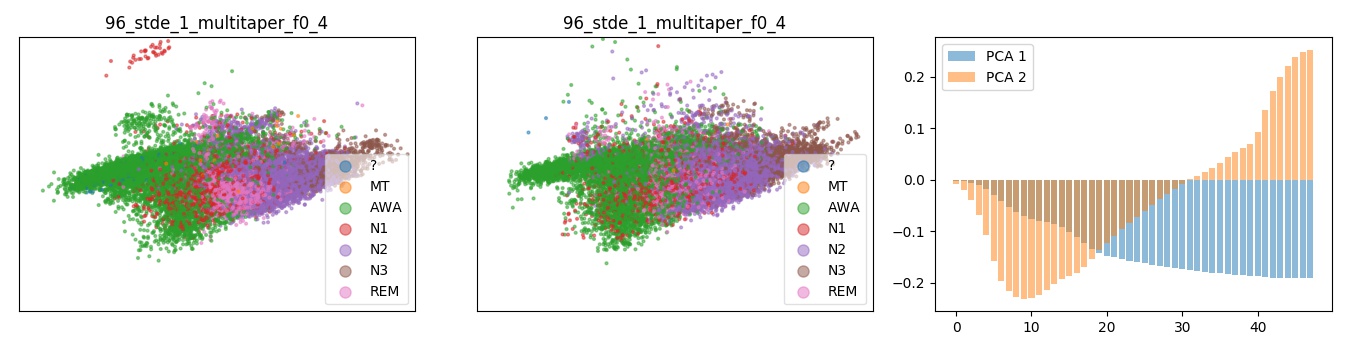 96_stde_1_multitaper_f0_4
?
MT
AWA
N1
N2
N3
REM
96_stde_1_multitaper_f0_4
?
MT
AWA
N1
N2
N3
REM
PCA 1
PCA 2
0.2
0.1
0.0
−0.1
−0.2
0 10 20 30 40